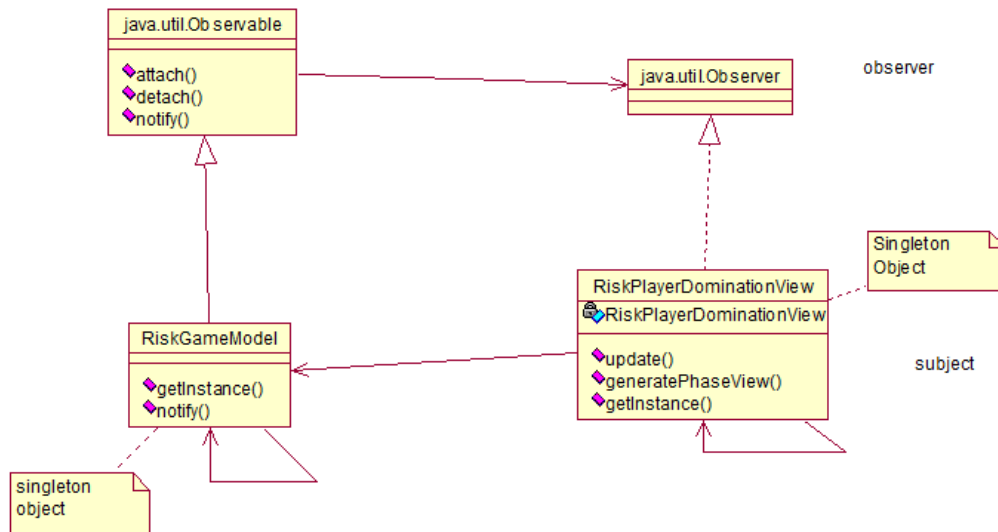 java.util.Observable
attach()
detach()
notify()
java.util.Observer
observer
RiskGameModel
getInstance()
notify()
singleton
object
RiskPlayerDominationView
RiskPlayerDominationView
update()
generatePhaseView()
getInstance()
Singleton
Object
subject